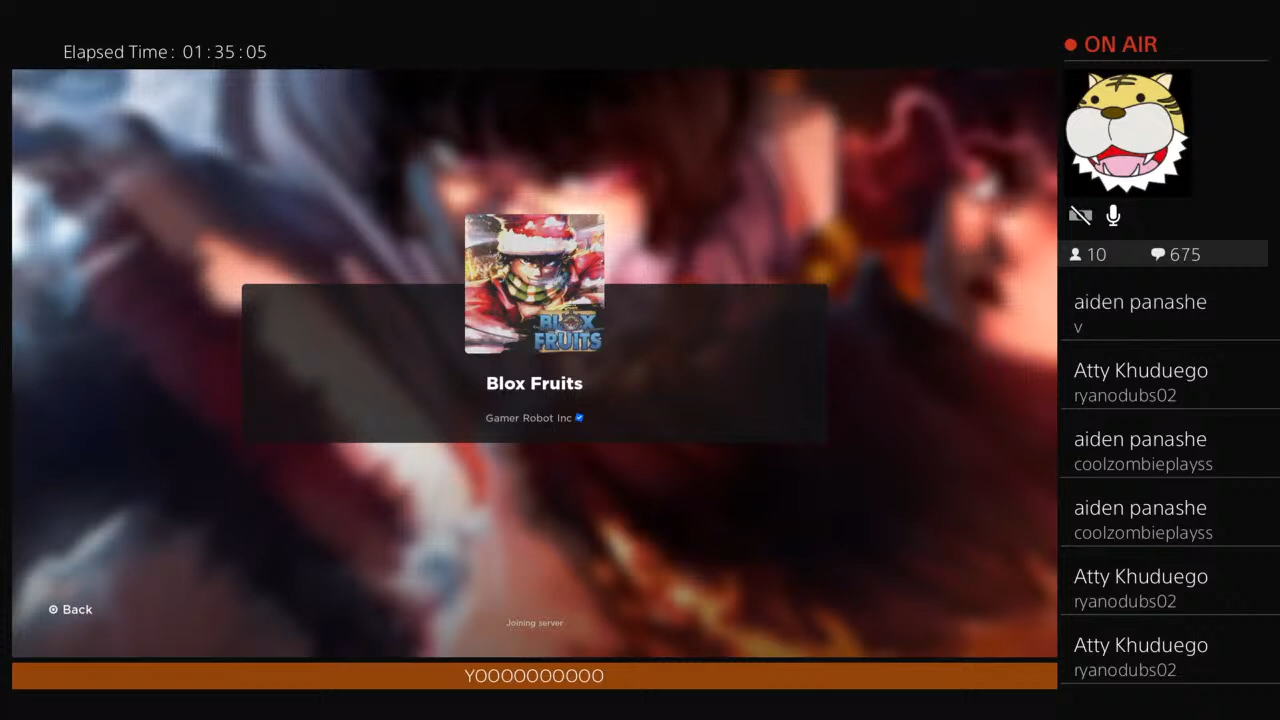 Elapsed Time: 01:35:05
ON AIR
10 675
BLOX
FRUITS
Blox Fruits
Gamer Robot Inc
Back
Joining server
YOOOOOOOOOO
aiden panashe
v
Atty Khuduego
ryanodubs02
aiden panashe
coolzombieplayss
aiden panashe
coolzombieplayss
Atty Khuduego
ryanodubs02
Atty Khuduego
ryanodubs02